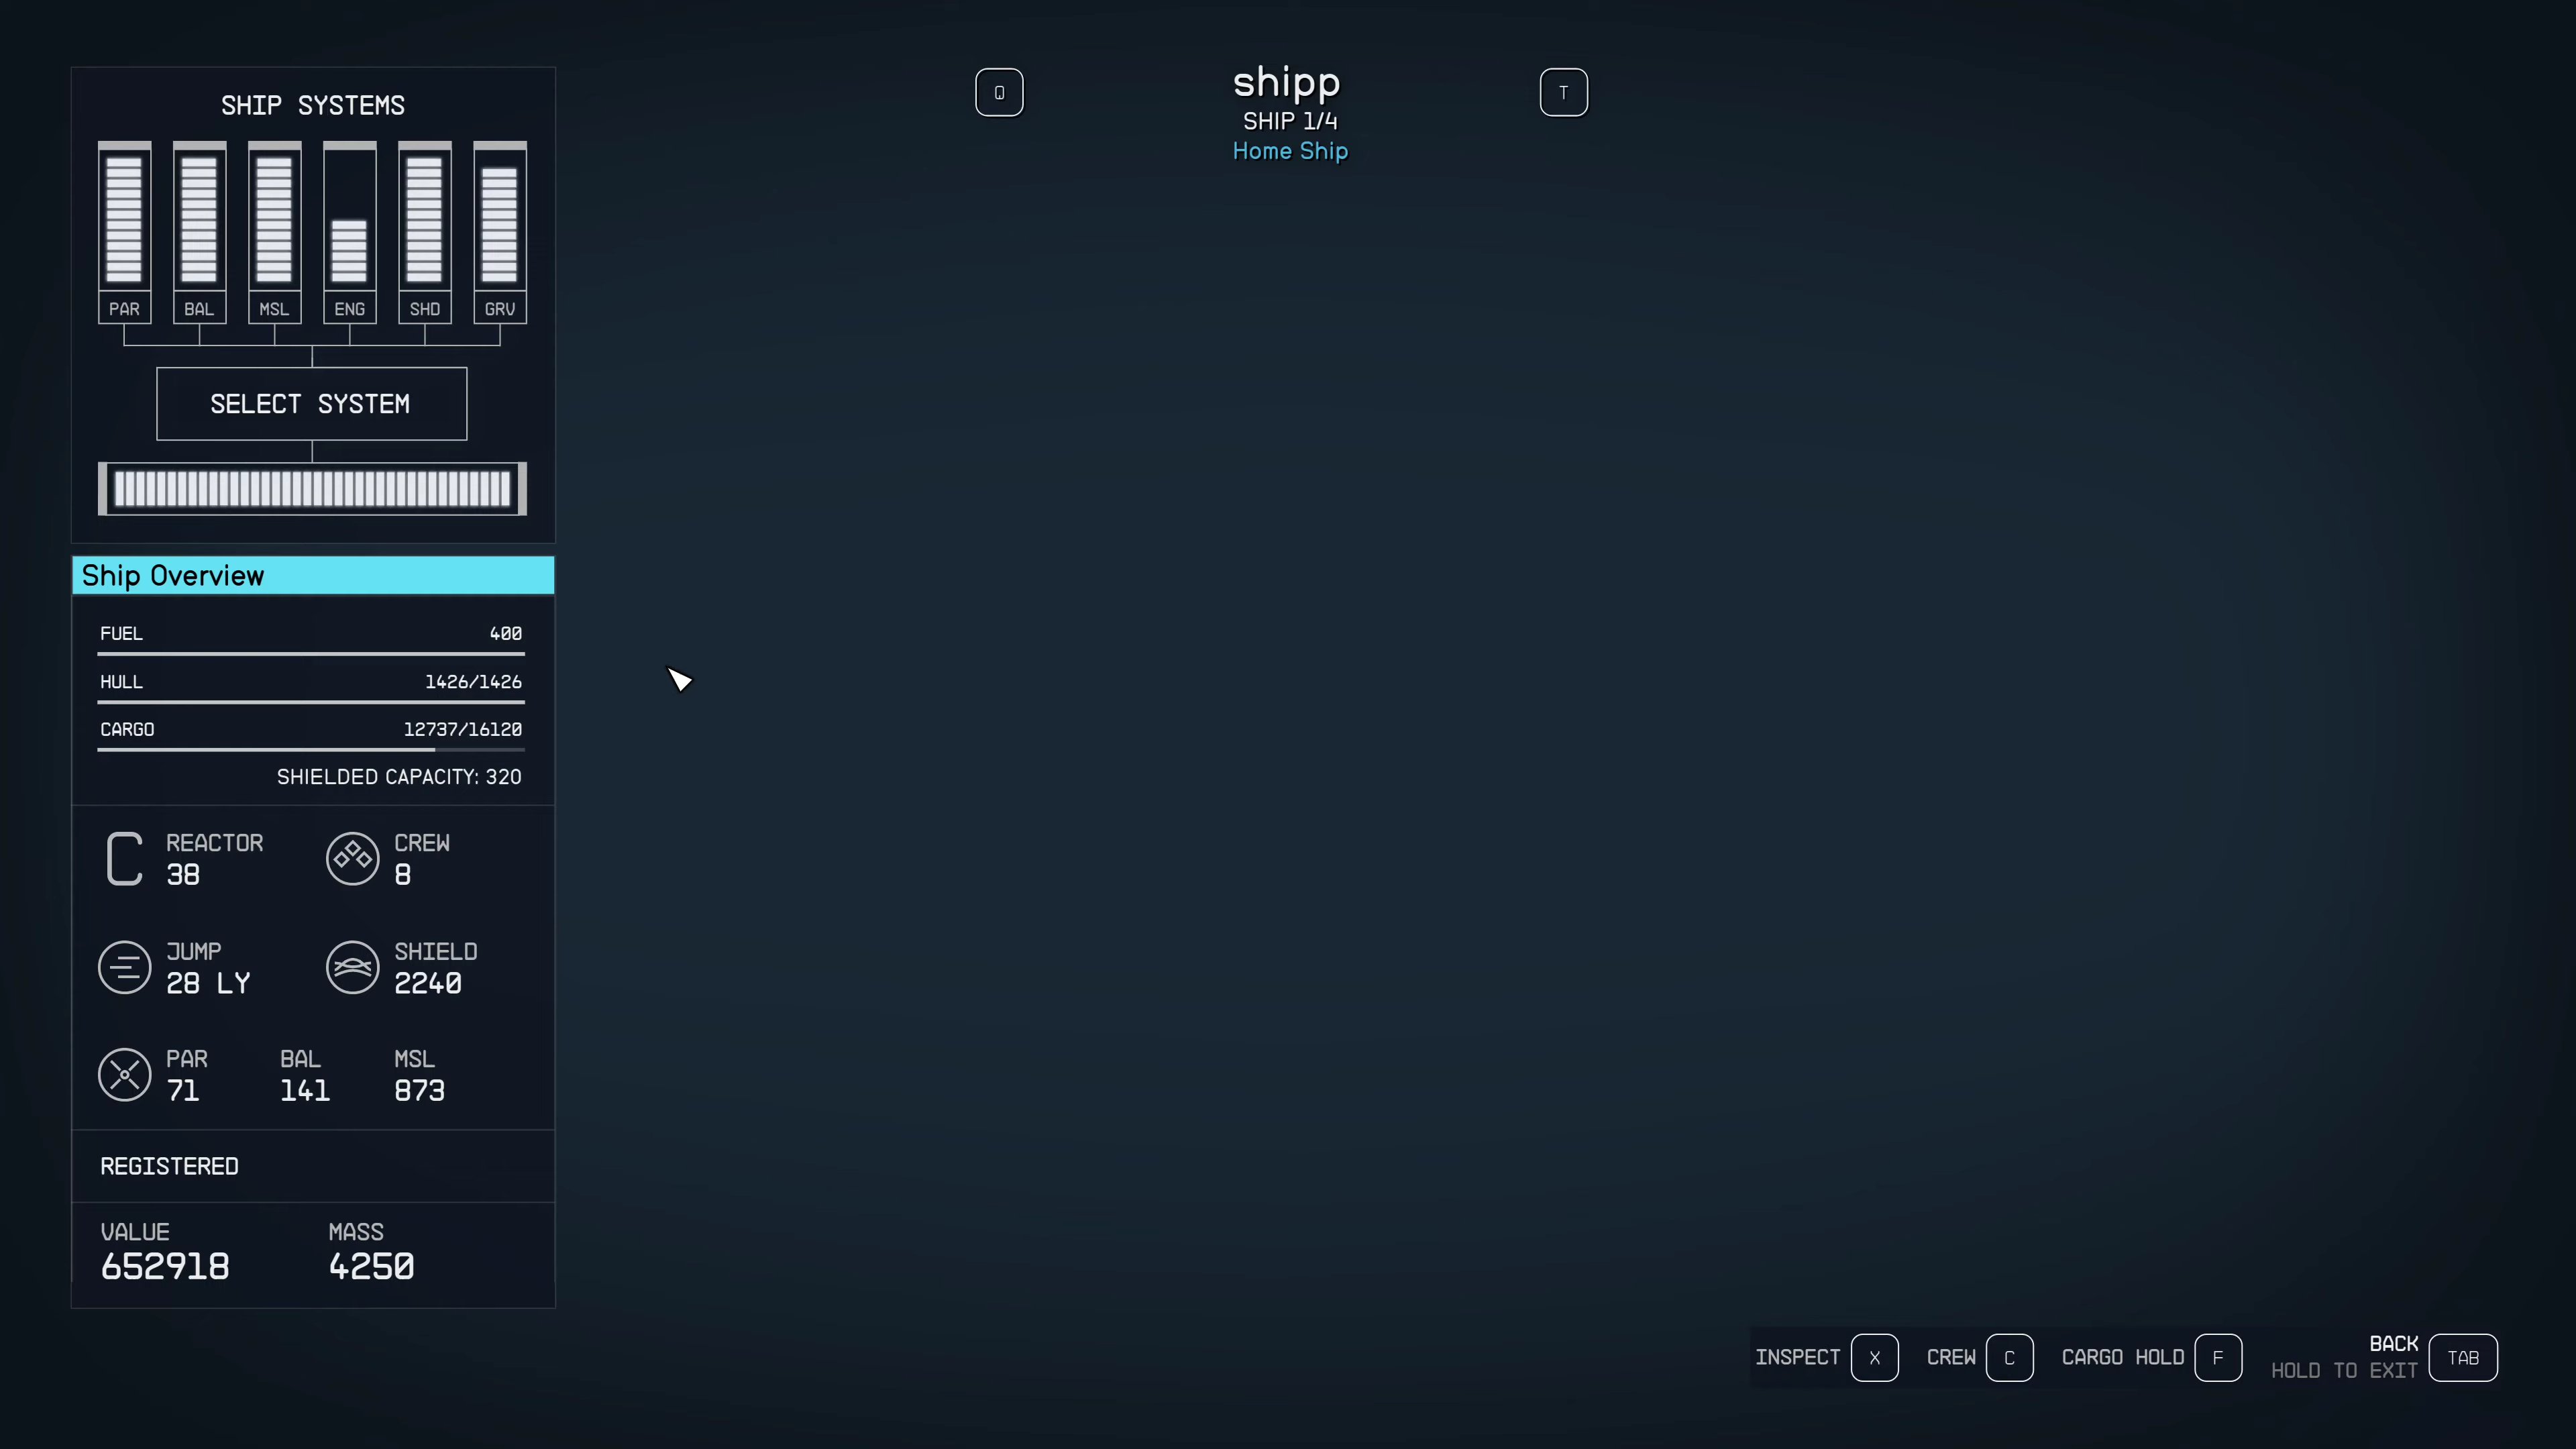 SHIP SYSTEMS
PAR BAL MSL ENG SHD GRV
SELECT SYSTEM
Q
shipp
T
SHIP 1/4
Home Ship
Ship Overview
FUEL 400
HULL 1426/1426
CARGO 12737/16120
SHIELDED CAPACITY: 320
C REACTOR CREW
38 8
JUMP SHIELD
28 LY 2240
PAR BAL MSL
71 141 873
REGISTERED
VALUE MASS
652918 4250
INSPECT X CREW C CARGO HOLD F BACK TAB
HOLD TO EXIT